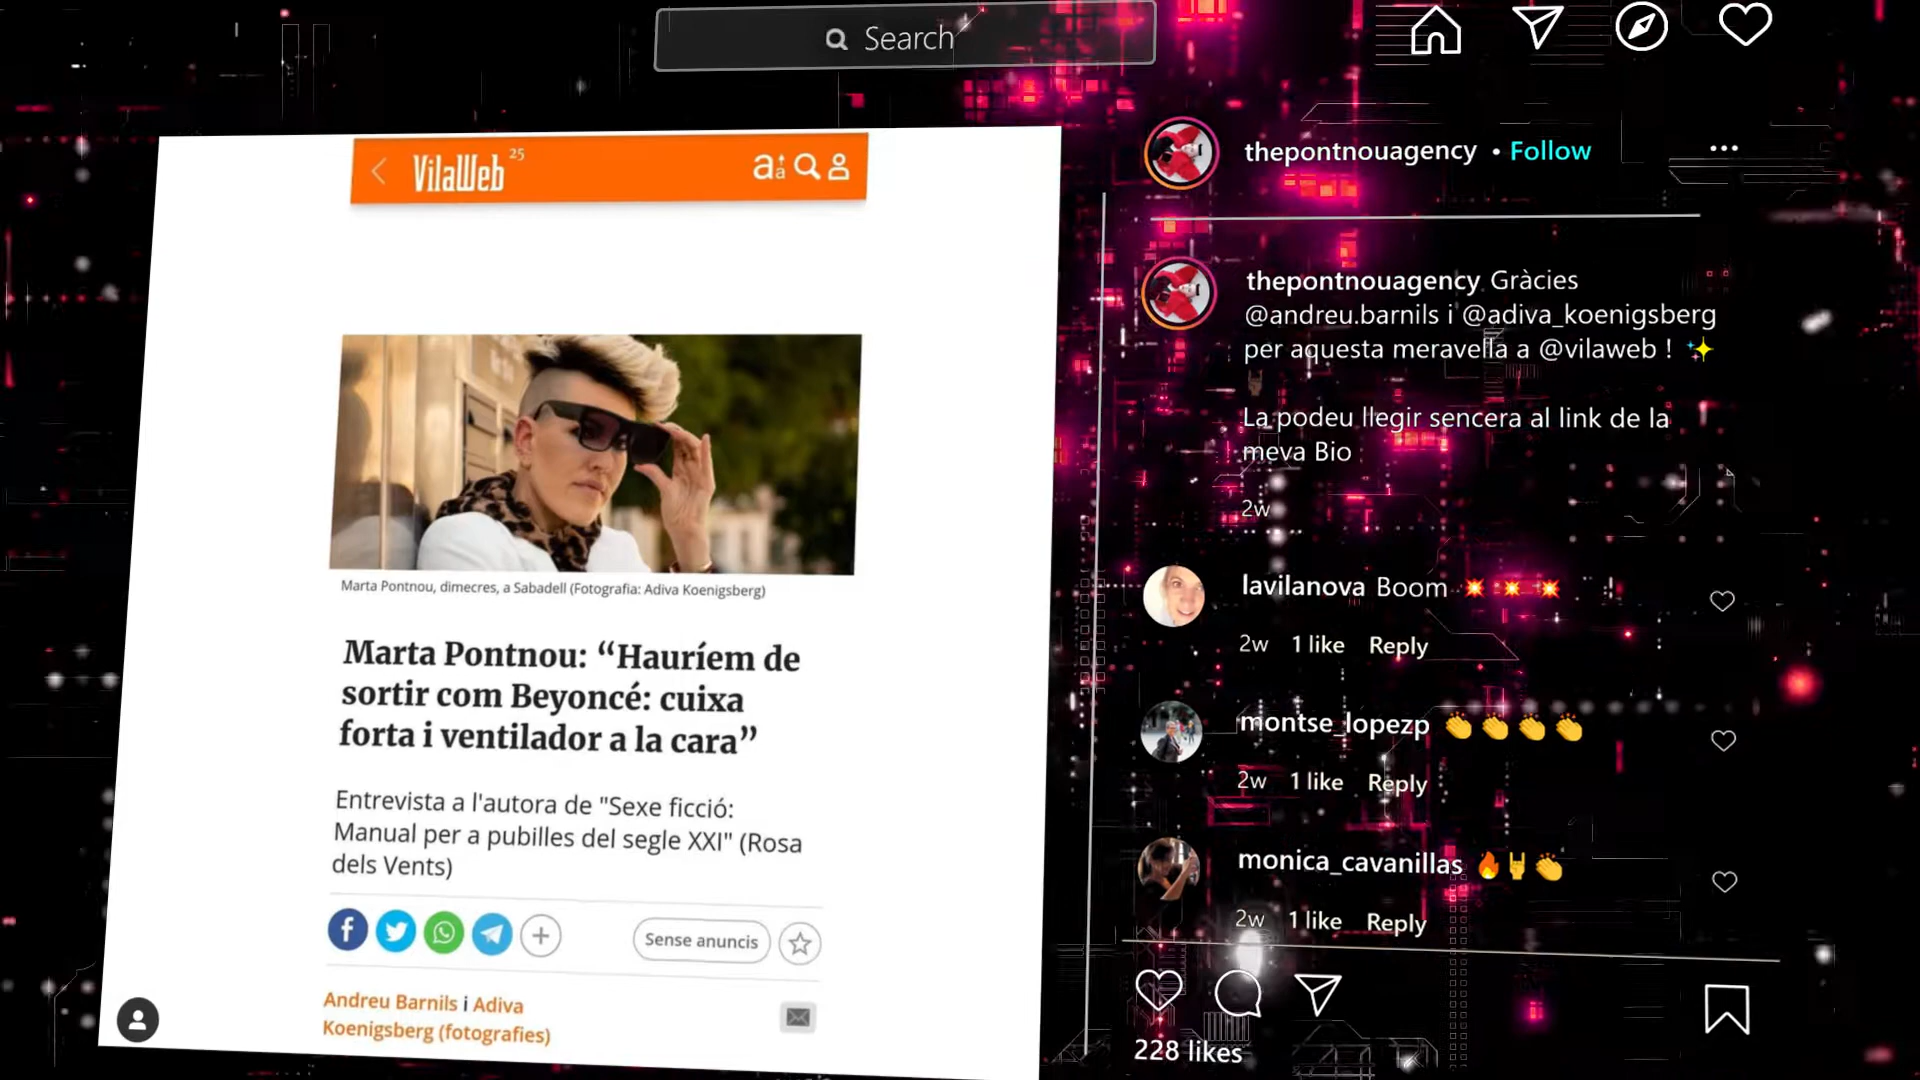 Search
VilaWeb 25
Marta Pontnou, dimecres, a Sabadell (Fotografia: Adiva Koenigsberg)
Marta Pontnou: “Hauríem de
sortir com Beyoncé: cuixa
forta i ventilador a la cara”
Entrevista a l'autora de "Sexe ficció:
Manual per a pubilles del segle XXI" (Rosa
dels Vents)
Sense anuncis
Andreu Barnils i Adiva
Koenigsberg (fotografies)
thepontnouagency • Follow
thepontnouagency Gràcies
@andreu.barnils i @adiva_koenigsberg
per aquesta meravella a @vilaweb ! ✨
🤘
La podeu llegir sencera al link de la
meva Bio
2w
lavilanova Boom 💥 💥 💥
2w 1 like Reply
montse_lopezp 👏👏👏👏
2w 1 like Reply
monica_cavanillas 🔥🤘👏
2w 1 like Reply
228 likes